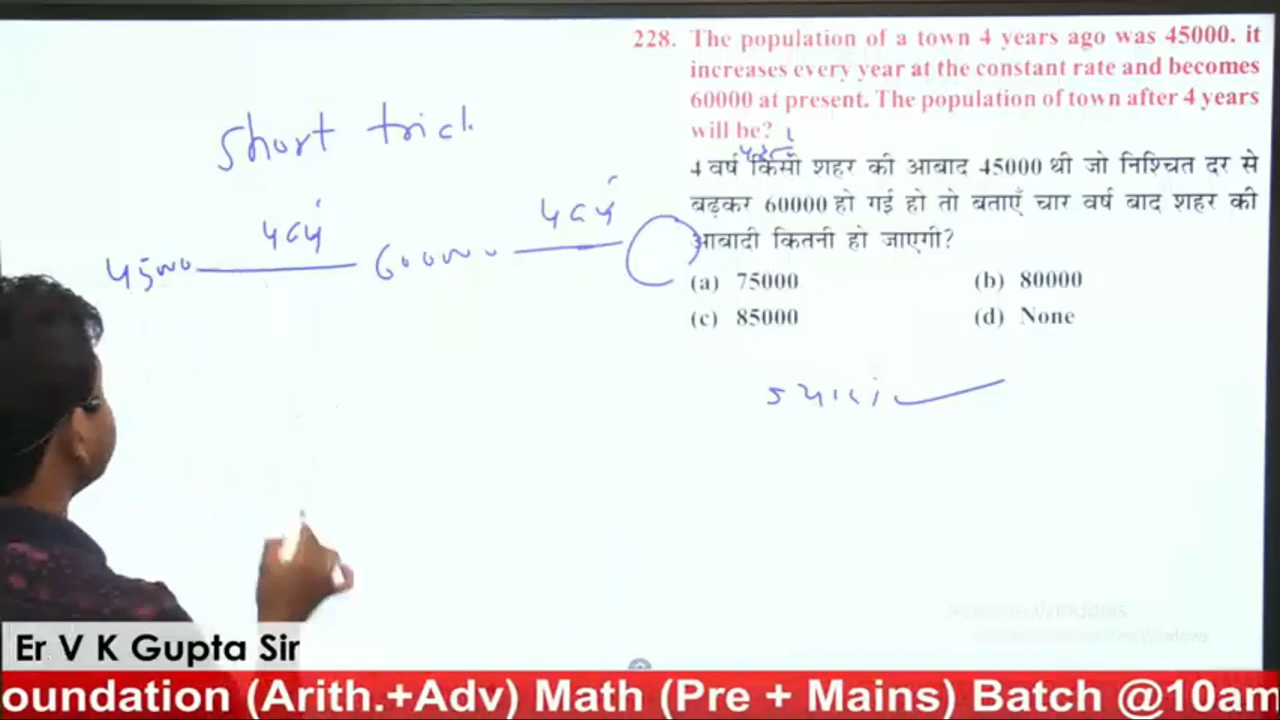 228. The population of a town 4 years ago was 45000. it
increases every year at the constant rate and becomes
60000 at present. The population of town after 4 years
will be?
4 वर्ष किसी शहर की आबाद 45000 थी जो निश्चित दर से
बढ़कर 60000 हो गई हो तो बताएँ चार वर्ष बाद शहर की
आबादी कितनी हो जाएगी?
(a) 75000 (b) 80000
(c) 85000 (d) None
Short trick
45000 60000
Er V K Gupta Sir
oundation (Arith.+Adv) Math (Pre + Mains) Batch @10am